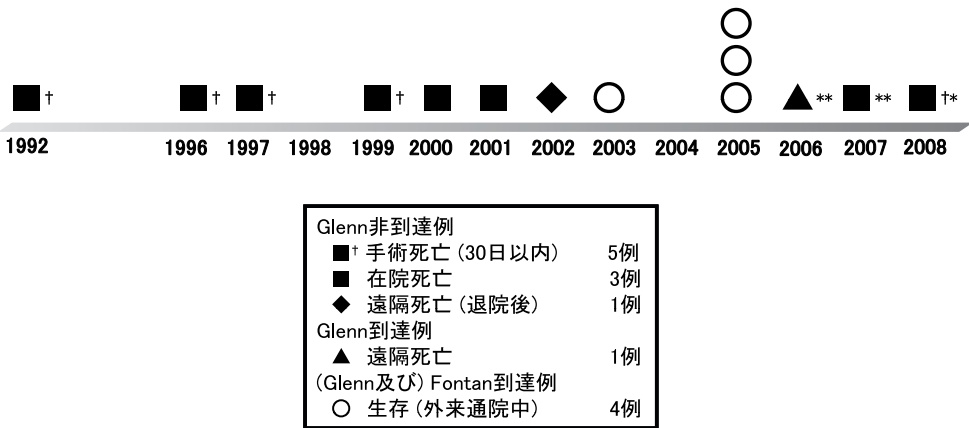 ■† ■† ■† ■† ■ ■ ◆ ○ ○ ○ ○ ▲** ■** ■†*
1992 1996 1997 1998 1999 2000 2001 2002 2003 2004 2005 2006 2007 2008
Glenn非到達例
■† 手術死亡 (30日以内) 5例
■ 在院死亡 3例
◆ 遠隔死亡 (退院後) 1例
Glenn到達例
▲ 遠隔死亡 1例
(Glenn及び) Fontan到達例
○ 生存 (外来通院中) 4例